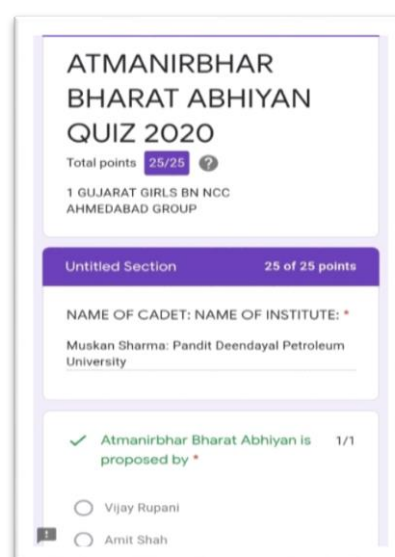 ATMANIRBHAR
BHARAT ABHIYAN
QUIZ 2020
Total points 25/25 ?
1 GUJARAT GIRLS BN NCC
AHMEDABAD GROUP
Untitled Section 25 of 25 points
NAME OF CADET: NAME OF INSTITUTE: *
Muskan Sharma: Pandit Deendayal Petroleum
University
Atmanirbhar Bharat Abhiyan is 1/1
proposed by *
Vijay Rupani
Amit Shah